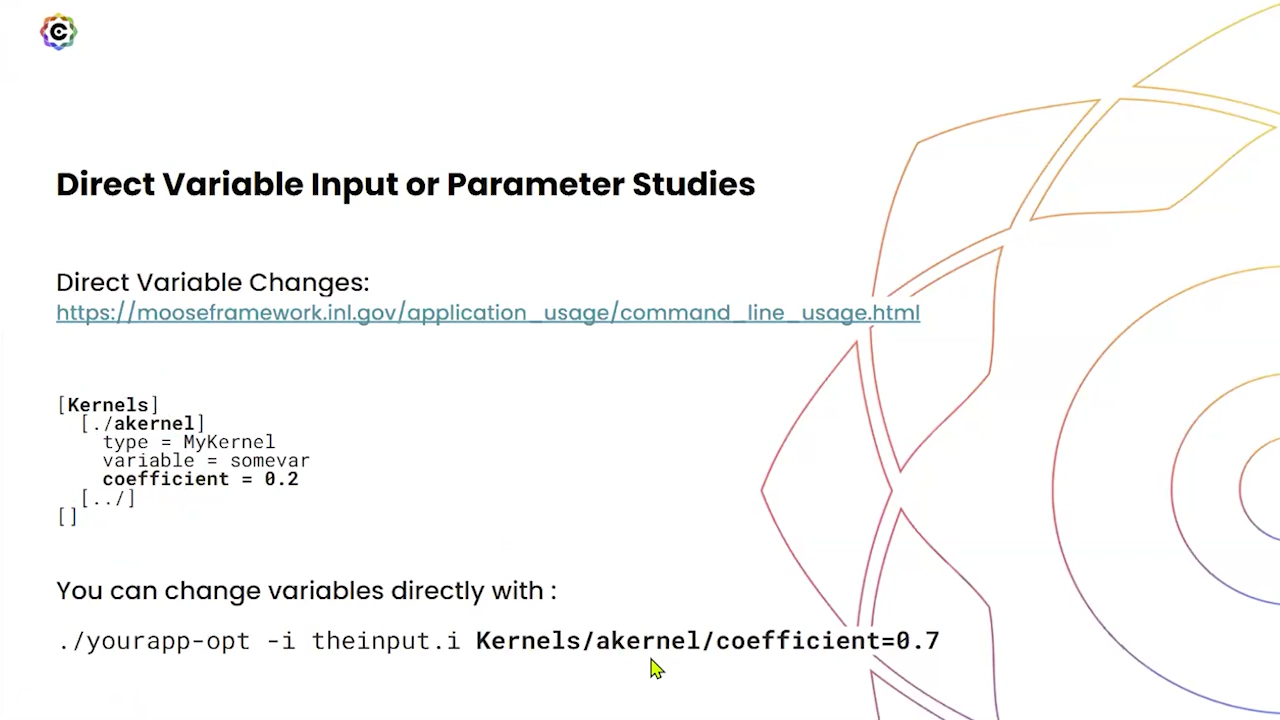 C
Direct Variable Input or Parameter Studies
Direct Variable Changes:
https://mooseframework.inl.gov/application_usage/command_line_usage.html
[Kernels]
[./akernel]
type = MyKernel
variable = somevar
coefficient = 0.2
[../]
[]
You can change variables directly with :
./yourapp-opt -i theinput.i Kernels/akernel/coefficient=0.7